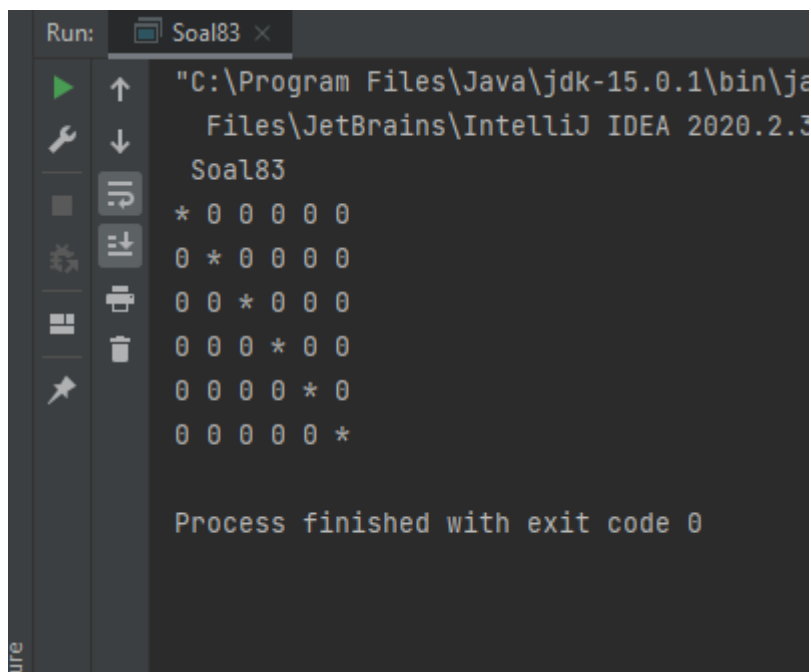 Run: Soal83
"C:\Program Files\Java\jdk-15.0.1\bin\ja
Files\JetBrains\IntelliJ IDEA 2020.2.3
Soal83
* 0 0 0 0 0
0 * 0 0 0 0
0 0 * 0 0 0
0 0 0 * 0 0
0 0 0 0 * 0
0 0 0 0 0 *
Process finished with exit code 0
ure